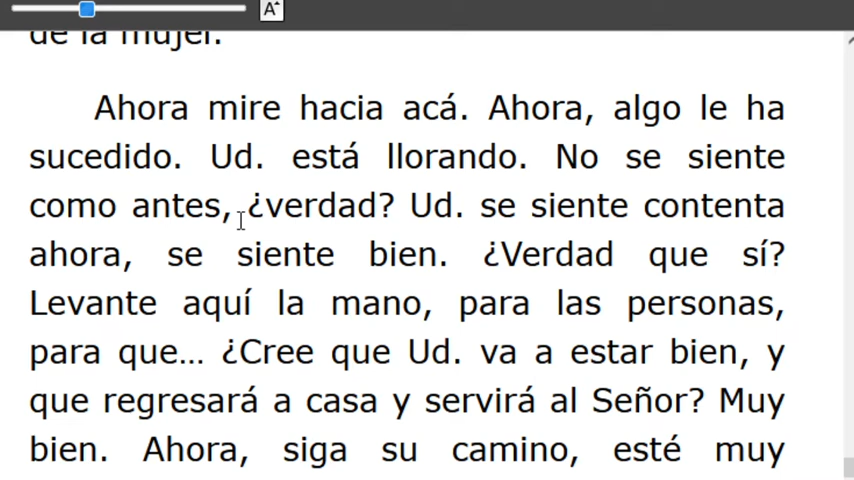 A
de la mujer.
Ahora mire hacia acá. Ahora, algo le ha
sucedido. Ud. está llorando. No se siente
como antes, ¿verdad? Ud. se siente contenta
ahora, se siente bien. ¿Verdad que sí?
Levante aquí la mano, para las personas,
para que… ¿Cree que Ud. va a estar bien, y
que regresará a casa y servirá al Señor? Muy
bien. Ahora, siga su camino, esté muy